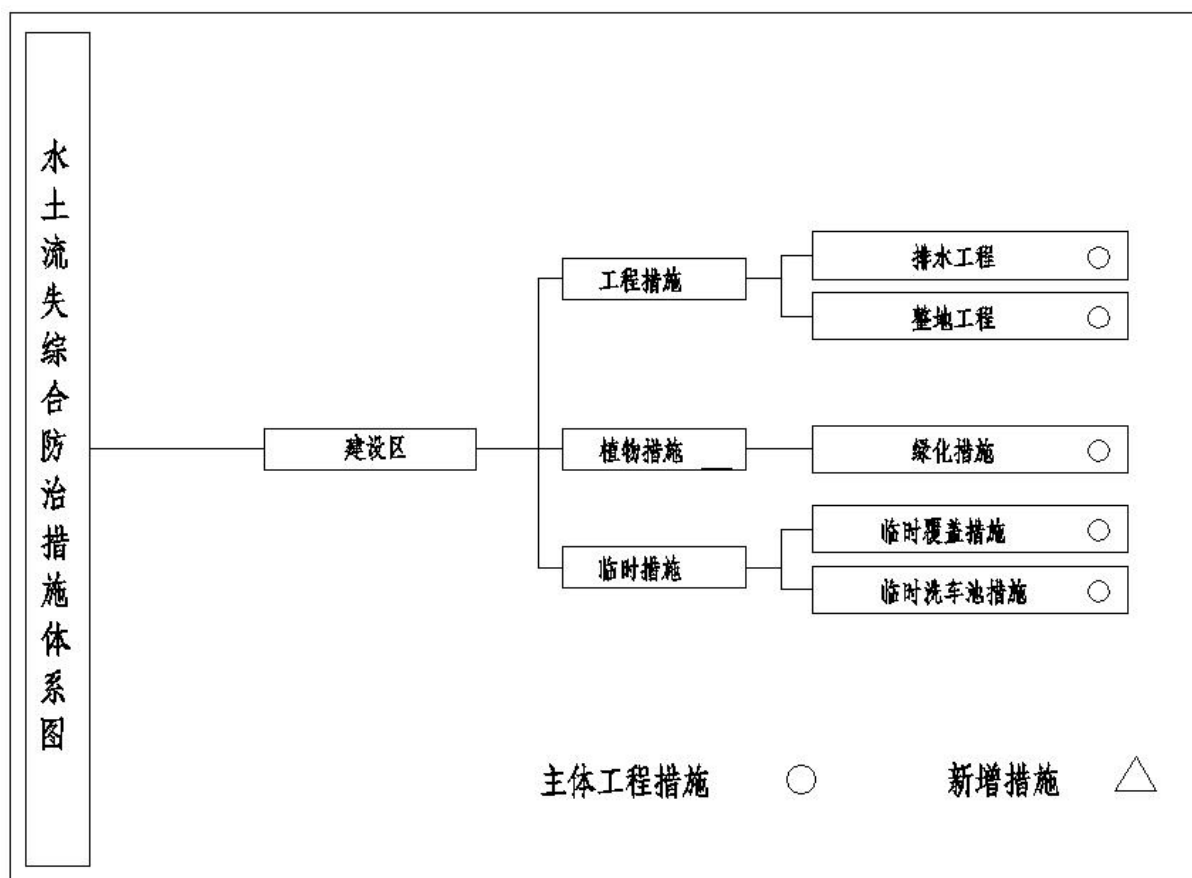 水土流失综合防治措施体系图
建设区
工程措施
排水工程
整地工程
植物措施
绿化措施
临时措施
临时覆盖措施
临时洗车池措施
主体工程措施
新增措施